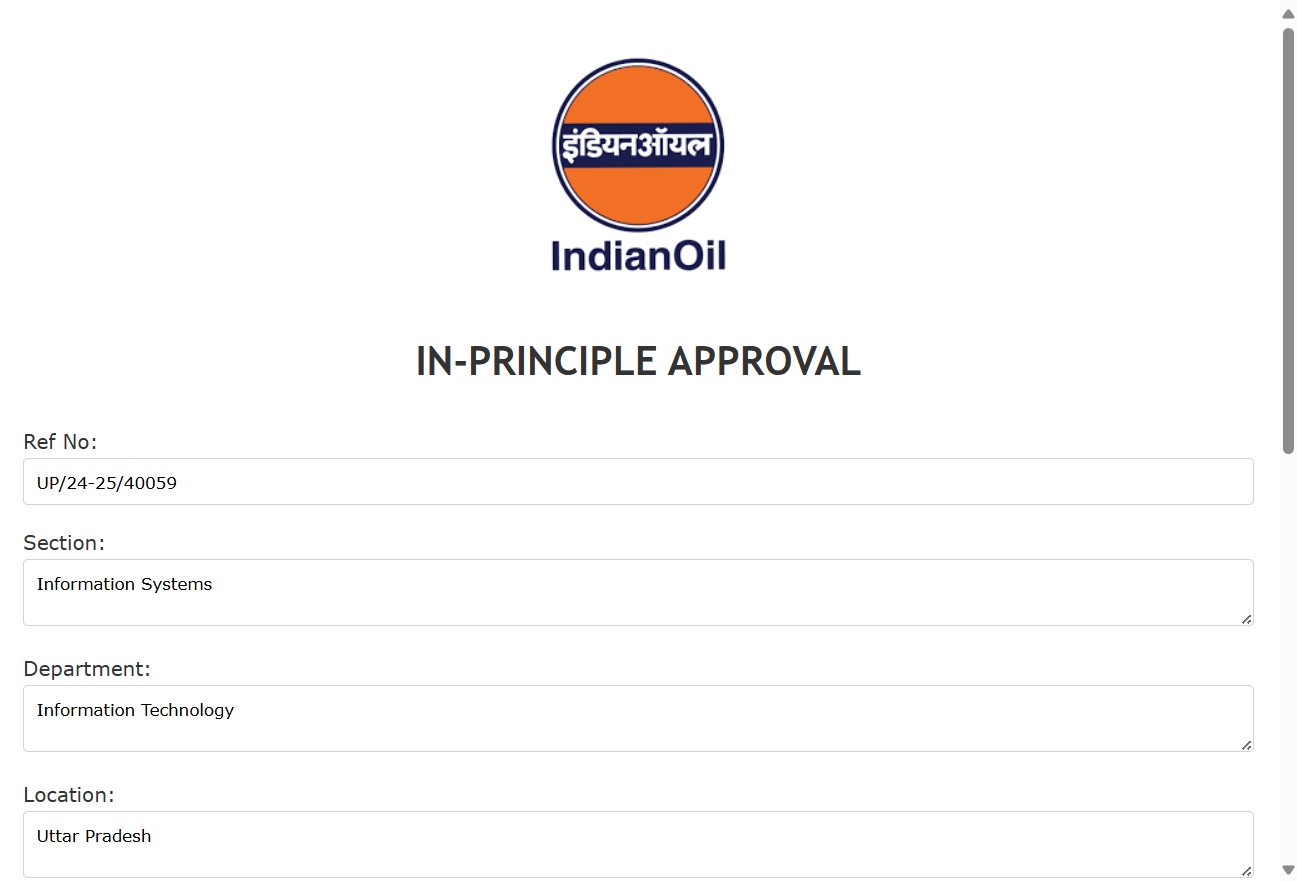 इंडियनऑयल
IndianOil
IN-PRINCIPLE APPROVAL
Ref No:
UP/24-25/40059
Section:
Information Systems
Department:
Information Technology
Location:
Uttar Pradesh